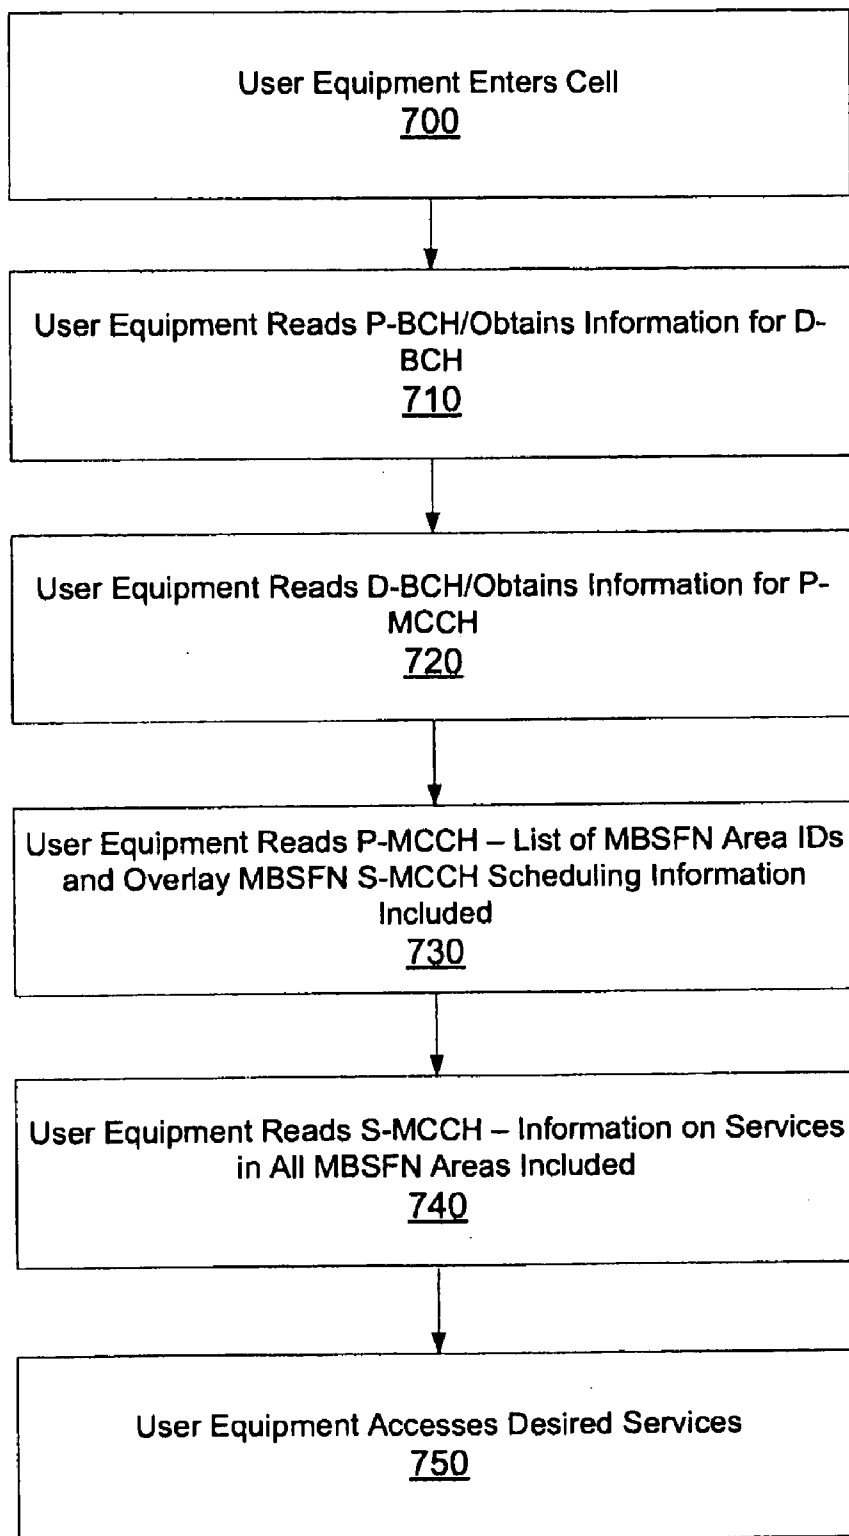 User Equipment Enters Cell
700
User Equipment Reads P-BCH/Obtains Information for D-
BCH
710
User Equipment Reads D-BCH/Obtains Information for P-
MCCH
720
User Equipment Reads P-MCCH – List of MBSFN Area IDs
and Overlay MBSFN S-MCCH Scheduling Information
Included
730
User Equipment Reads S-MCCH – Information on Services
in All MBSFN Areas Included
740
User Equipment Accesses Desired Services
750